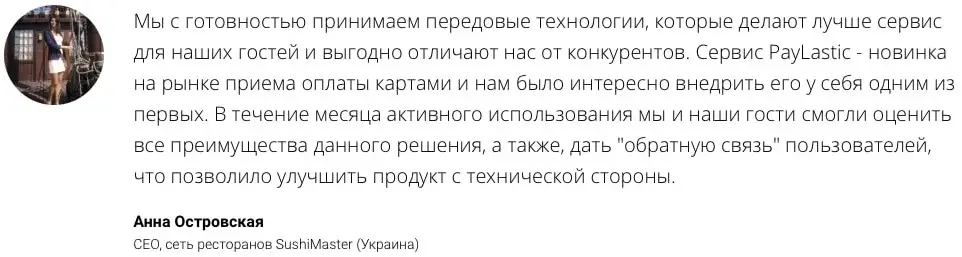 Мы с готовностью принимаем передовые технологии, которые делают лучше сервис
для наших гостей и выгодно отличают нас от конкурентов. Сервис PayLastic - новинка
на рынке приема оплаты картами и нам было интересно внедрить его у себя одним из
первых. В течение месяца активного использования мы и наши гости смогли оценить
все преимущества данного решения, а также, дать "обратную связь" пользователей,
что позволило улучшить продукт с технической стороны.
Анна Островская
CEO, сеть ресторанов SushiMaster (Украина)